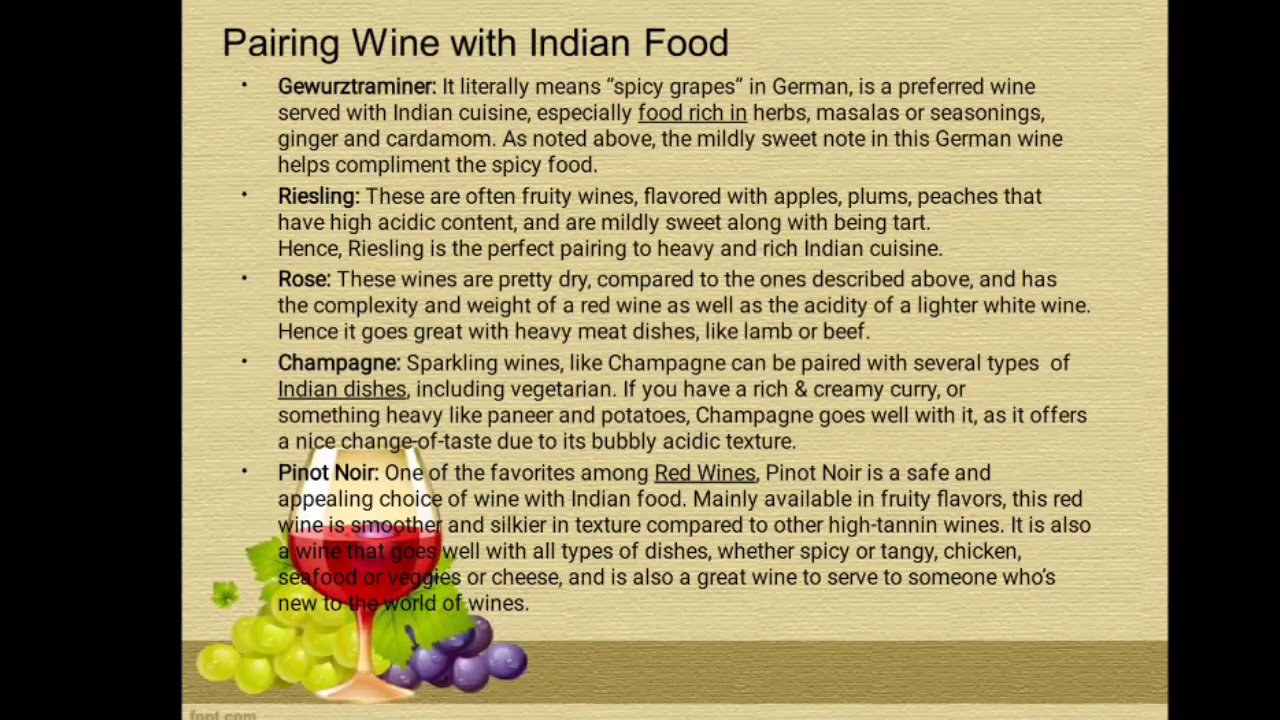 Pairing Wine with Indian Food
• Gewurztraminer: It literally means “spicy grapes“ in German, is a preferred wine
served with Indian cuisine, especially food rich in herbs, masalas or seasonings,
ginger and cardamom. As noted above, the mildly sweet note in this German wine
helps compliment the spicy food.
• Riesling: These are often fruity wines, flavored with apples, plums, peaches that
have high acidic content, and are mildly sweet along with being tart.
Hence, Riesling is the perfect pairing to heavy and rich Indian cuisine.
• Rose: These wines are pretty dry, compared to the ones described above, and has
the complexity and weight of a red wine as well as the acidity of a lighter white wine.
Hence it goes great with heavy meat dishes, like lamb or beef.
• Champagne: Sparkling wines, like Champagne can be paired with several types of
Indian dishes, including vegetarian. If you have a rich & creamy curry, or
something heavy like paneer and potatoes, Champagne goes well with it, as it offers
a nice change-of-taste due to its bubbly acidic texture.
• Pinot Noir: One of the favorites among Red Wines, Pinot Noir is a safe and
appealing choice of wine with Indian food. Mainly available in fruity flavors, this red
wine is smoother and silkier in texture compared to other high-tannin wines. It is also
a wine that goes well with all types of dishes, whether spicy or tangy, chicken,
seafood or veggies or cheese, and is also a great wine to serve to someone who’s
new to the world of wines.
fppt.com